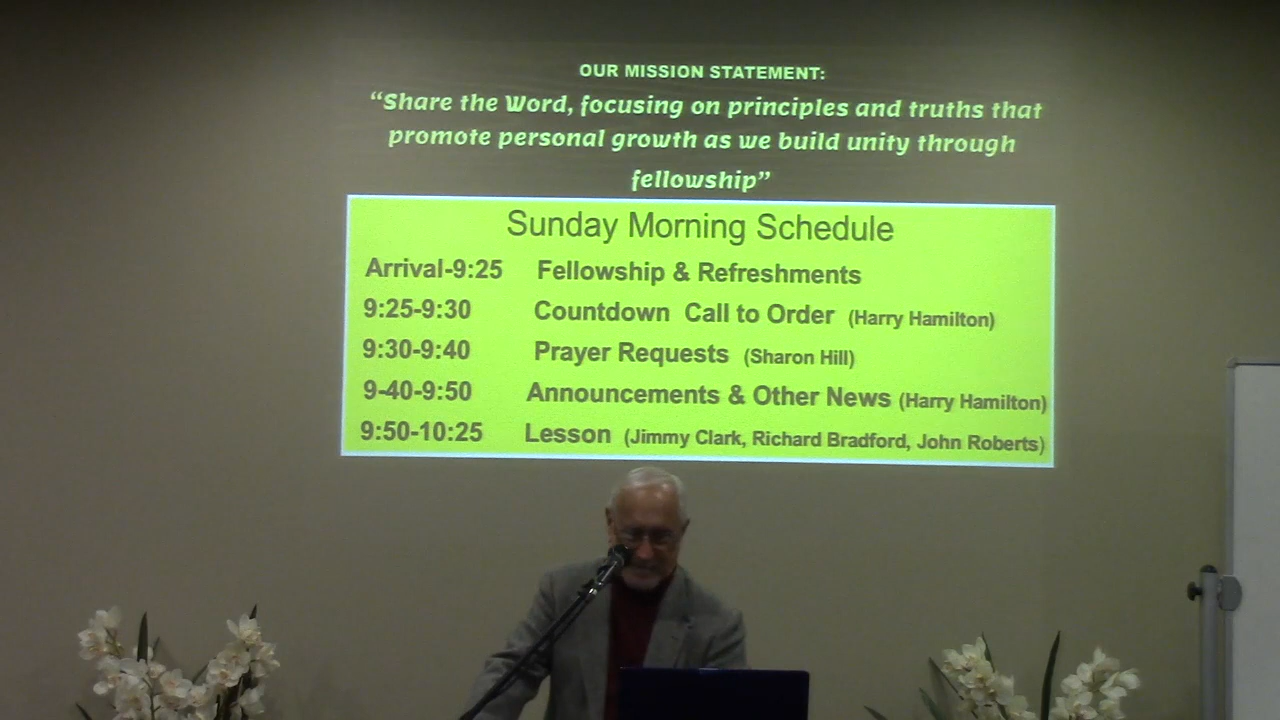 OUR MISSION STATEMENT:
“Share the Word, focusing on principles and truths that
promote personal growth as we build unity through
fellowship”
Sunday Morning Schedule
Arrival-9:25 Fellowship & Refreshments
9:25-9:30 Countdown Call to Order (Harry Hamilton)
9:30-9:40 Prayer Requests (Sharon Hill)
9-40-9:50 Announcements & Other News (Harry Hamilton)
9:50-10:25 Lesson (Jimmy Clark, Richard Bradford, John Roberts)